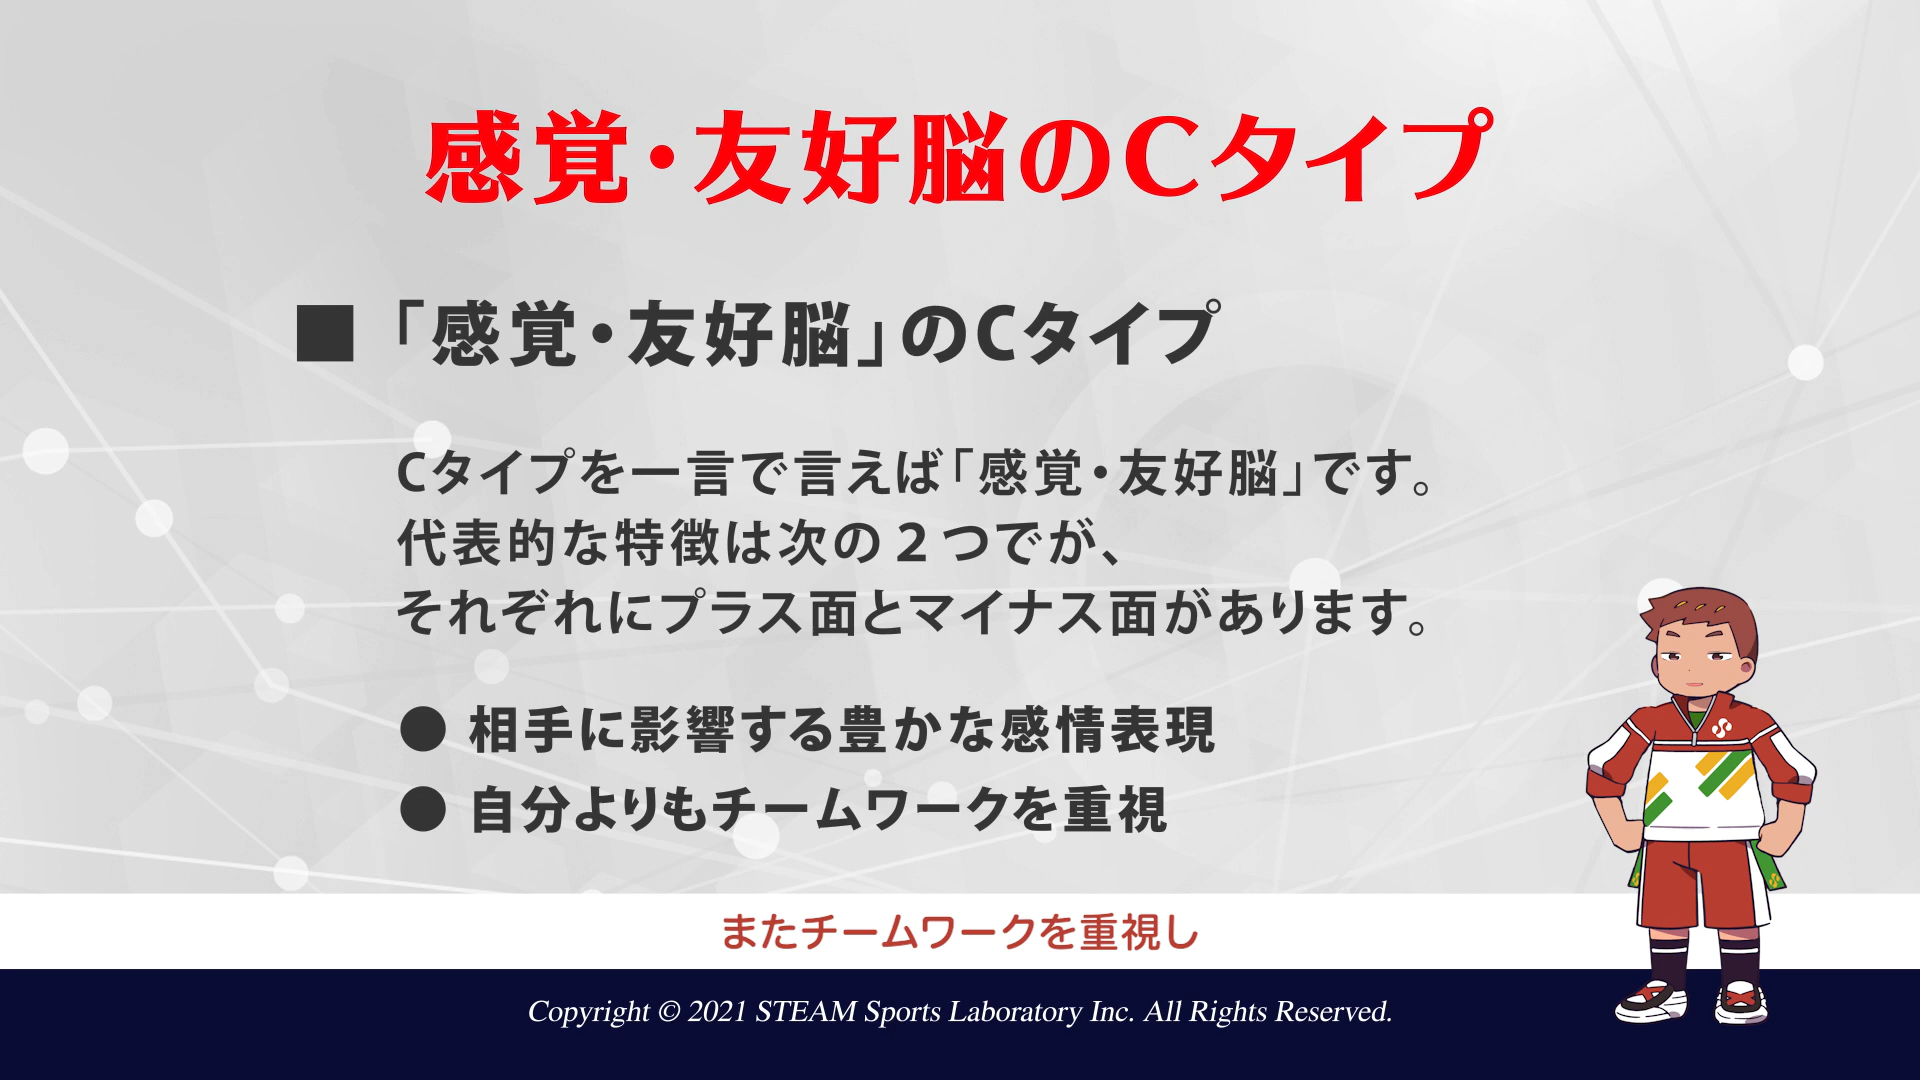 感覚・友好脳のCタイプ
■ 「感覚・友好脳」のCタイプ
Cタイプを一言で言えば「感覚・友好脳」です。
代表的な特徴は次の２つでが、
それぞれにプラス面とマイナス面があります。
● 相手に影響する豊かな感情表現
● 自分よりもチームワークを重視
またチームワークを重視し
Copyright © 2021 STEAM Sports Laboratory Inc. All Rights Reserved.